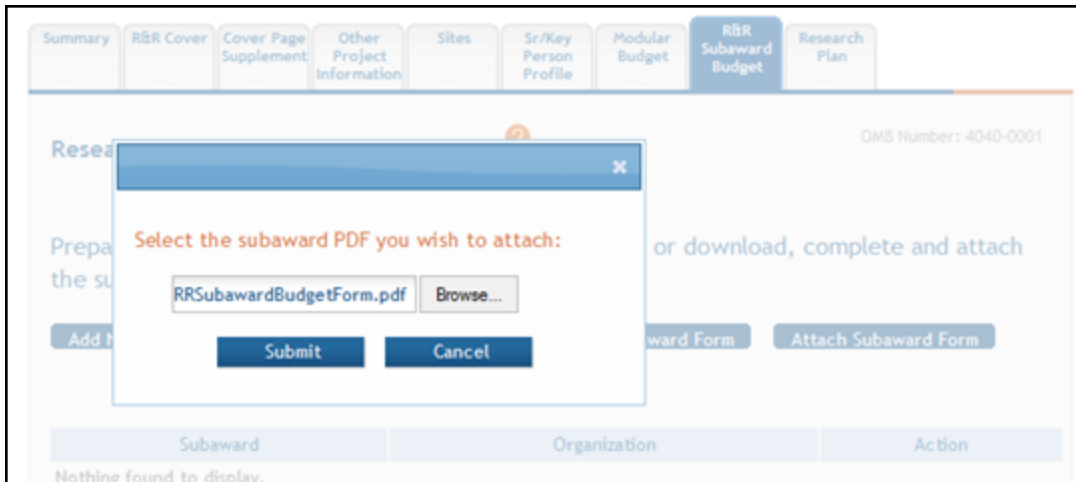 Summary R&R Cover Cover Page Other Sites Sr/Key Modular R&R Research
Supplement Project Person Budget Subaward Plan
Information Profile Budget
Resea OMB Number: 4040-0001
Select the subaward PDF you wish to attach:
Prepa or download, complete and attach
the su
RRSubawardBudgetForm.pdf Browse...
Add N ward Form Attach Subaward Form
Submit Cancel
Subaward Organization Action
Nothing found to display.